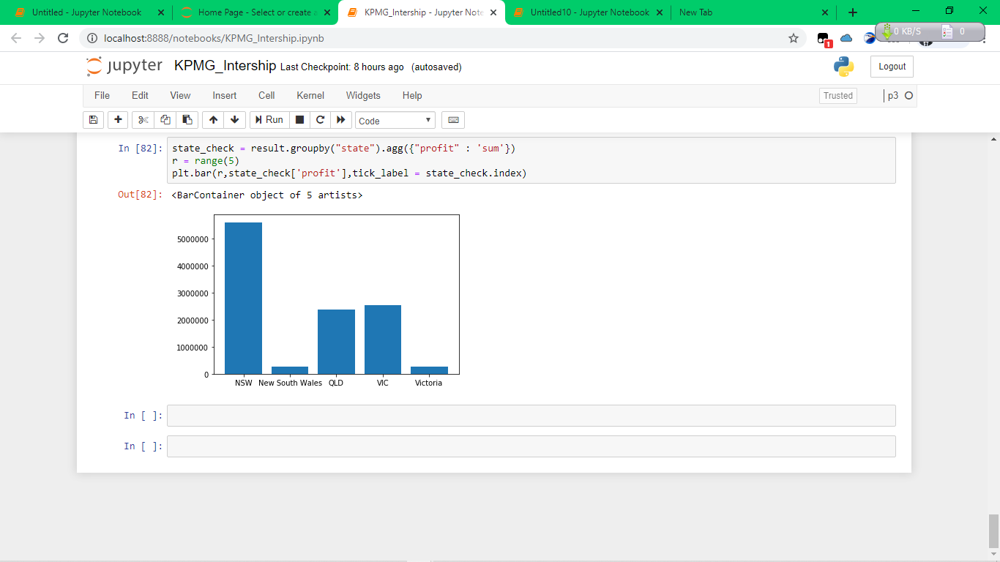 Untitled - Jupyter Notebook
Home Page - Select or create a
KPMG_Intership - Jupyter Note
Untitled10 - Jupyter Notebook
New Tab
localhost:8888/notebooks/KPMG_Intership.ipynb
1
0 KB/S 0
jupyter KPMG_Intership Last Checkpoint: 8 hours ago (autosaved)
Logout
File Edit View Insert Cell Kernel Widgets Help
Trusted p3
Run Code
In [82]: state_check = result.groupby("state").agg({"profit" : 'sum'})
r = range(5)
plt.bar(r,state_check['profit'],tick_label = state_check.index)
Out[82]: <BarContainer object of 5 artists>
5000000
4000000
3000000
2000000
1000000
0
NSW New South Wales QLD VIC Victoria
In [ ]:
In [ ]: